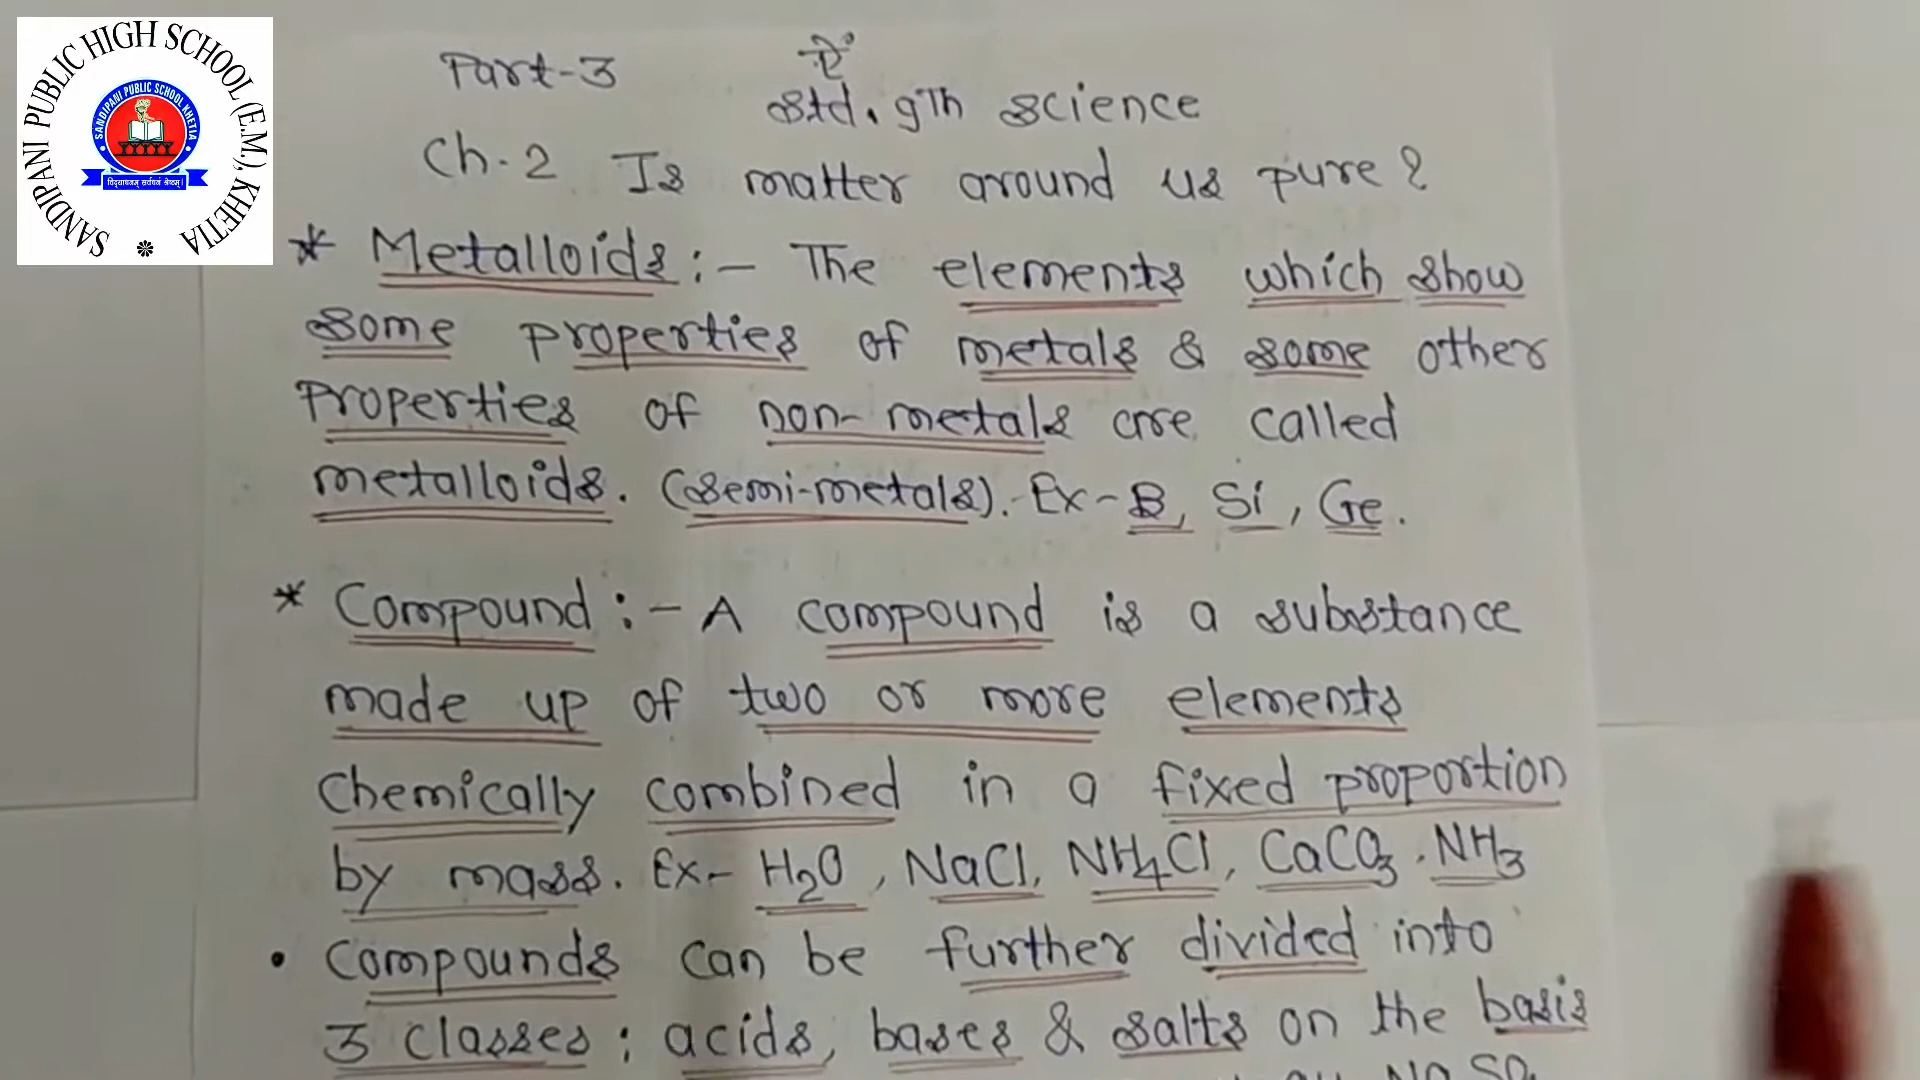 SANDIPANI PUBLIC HIGH SCHOOL (E.M.), KHETIA
SANDIPANI PUBLIC SCHOOL KHETIA
Part-3
ऐं
Std. 9Th Science
Ch-2 Is matter around us pure?
* Metalloids :- The elements which show
some properties of metals & some other
Properties of non-metals are called
metalloids. (semi-metals). Ex- B, Si, Ge.
* Compound :- A compound is a substance
made up of two or more elements
chemically combined in a fixed proportion
by mass. Ex- H₂O, NaCl, NH₄Cl, CaCO₃, NH₃
• Compounds can be further divided into
3 classes : acids, bases & salts on the basis